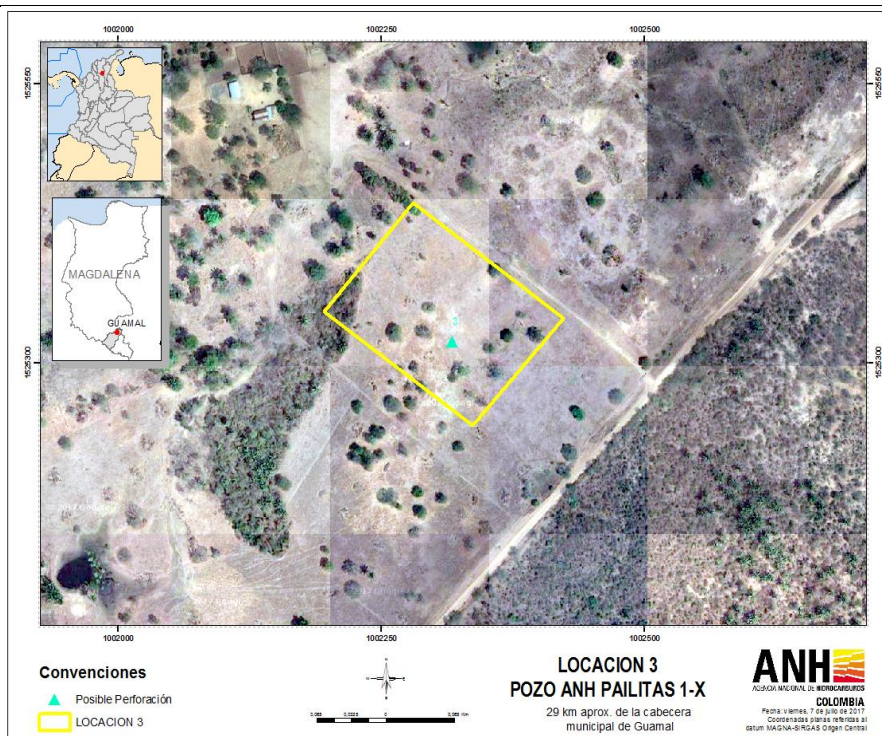 1002000 1002250 1002500
1525550 1525550
MAGDALENA
GUAMAL
3
1525300 1525300
1002000 1002250 1002500
Convenciones
Posible Perforación
LOCACION 3
LOCACION 3
POZO ANH PAILITAS 1-X
29 km aprox. de la cabecera
municipal de Guamal
ANH
AGENCIA NACIONAL DE HIDROCARBUROS
COLOMBIA
Fecha: viernes, 7 de julio de 2017
Coordenadas planas referidas al
datum MAGNA-SIRGAS Origen Central